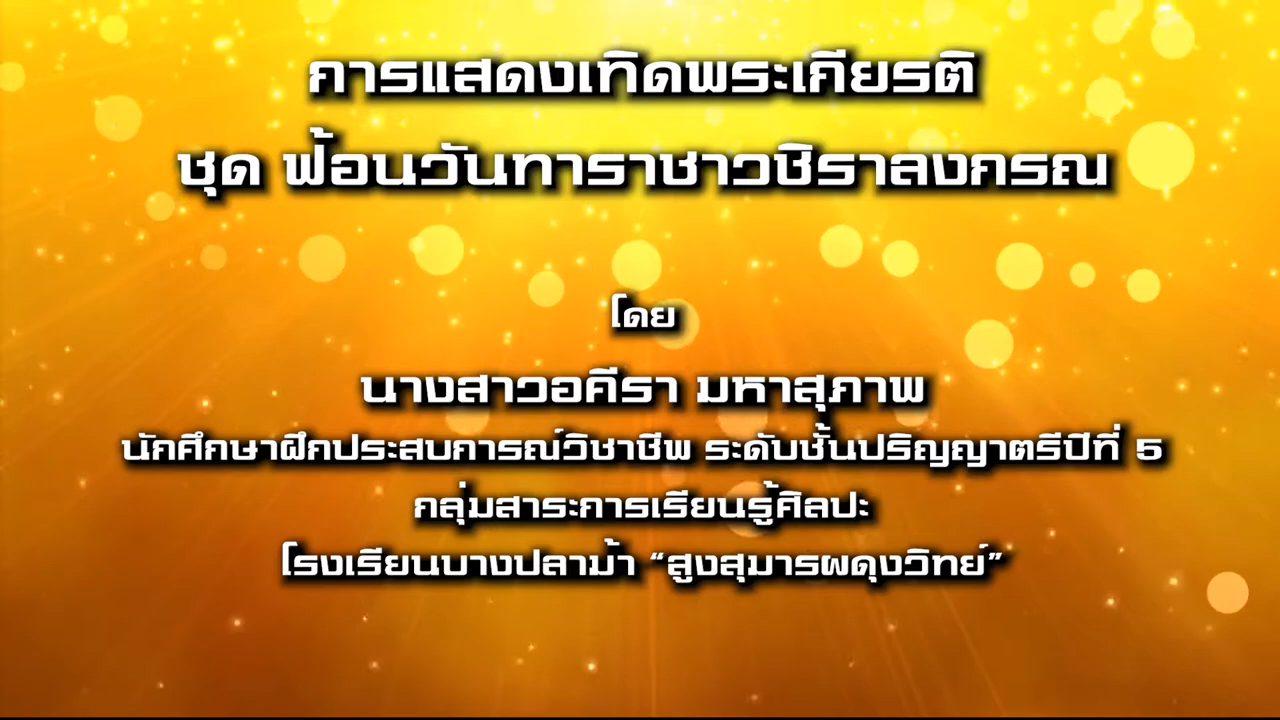 การแสดงเทิดพระเกียรติ
ชุด ฟ้อนวันทาราชาวชิราลงกรณ
โดย
นางสาวอคีรา มหาสุภาพ
นักศึกษาฝึกประสบการณ์วิชาชีพ ระดับชั้นปริญญาตรีปีที่ 5
กลุ่มสาระการเรียนรู้ศิลปะ
โรงเรียนบางปลาม้า “สูงสุมารผดุงวิทย์”